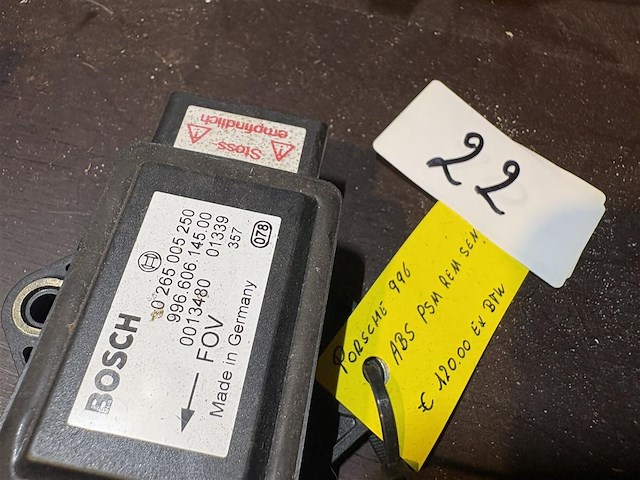 Stoss-
empfindlich
BOSCH
0 265 005 250
996.606.145.00
0013480 01339
357
078
← FOV
Made in Germany
22
PORSCHE 996
ABS PSM REM SEN
€ 120.00 EX BTW